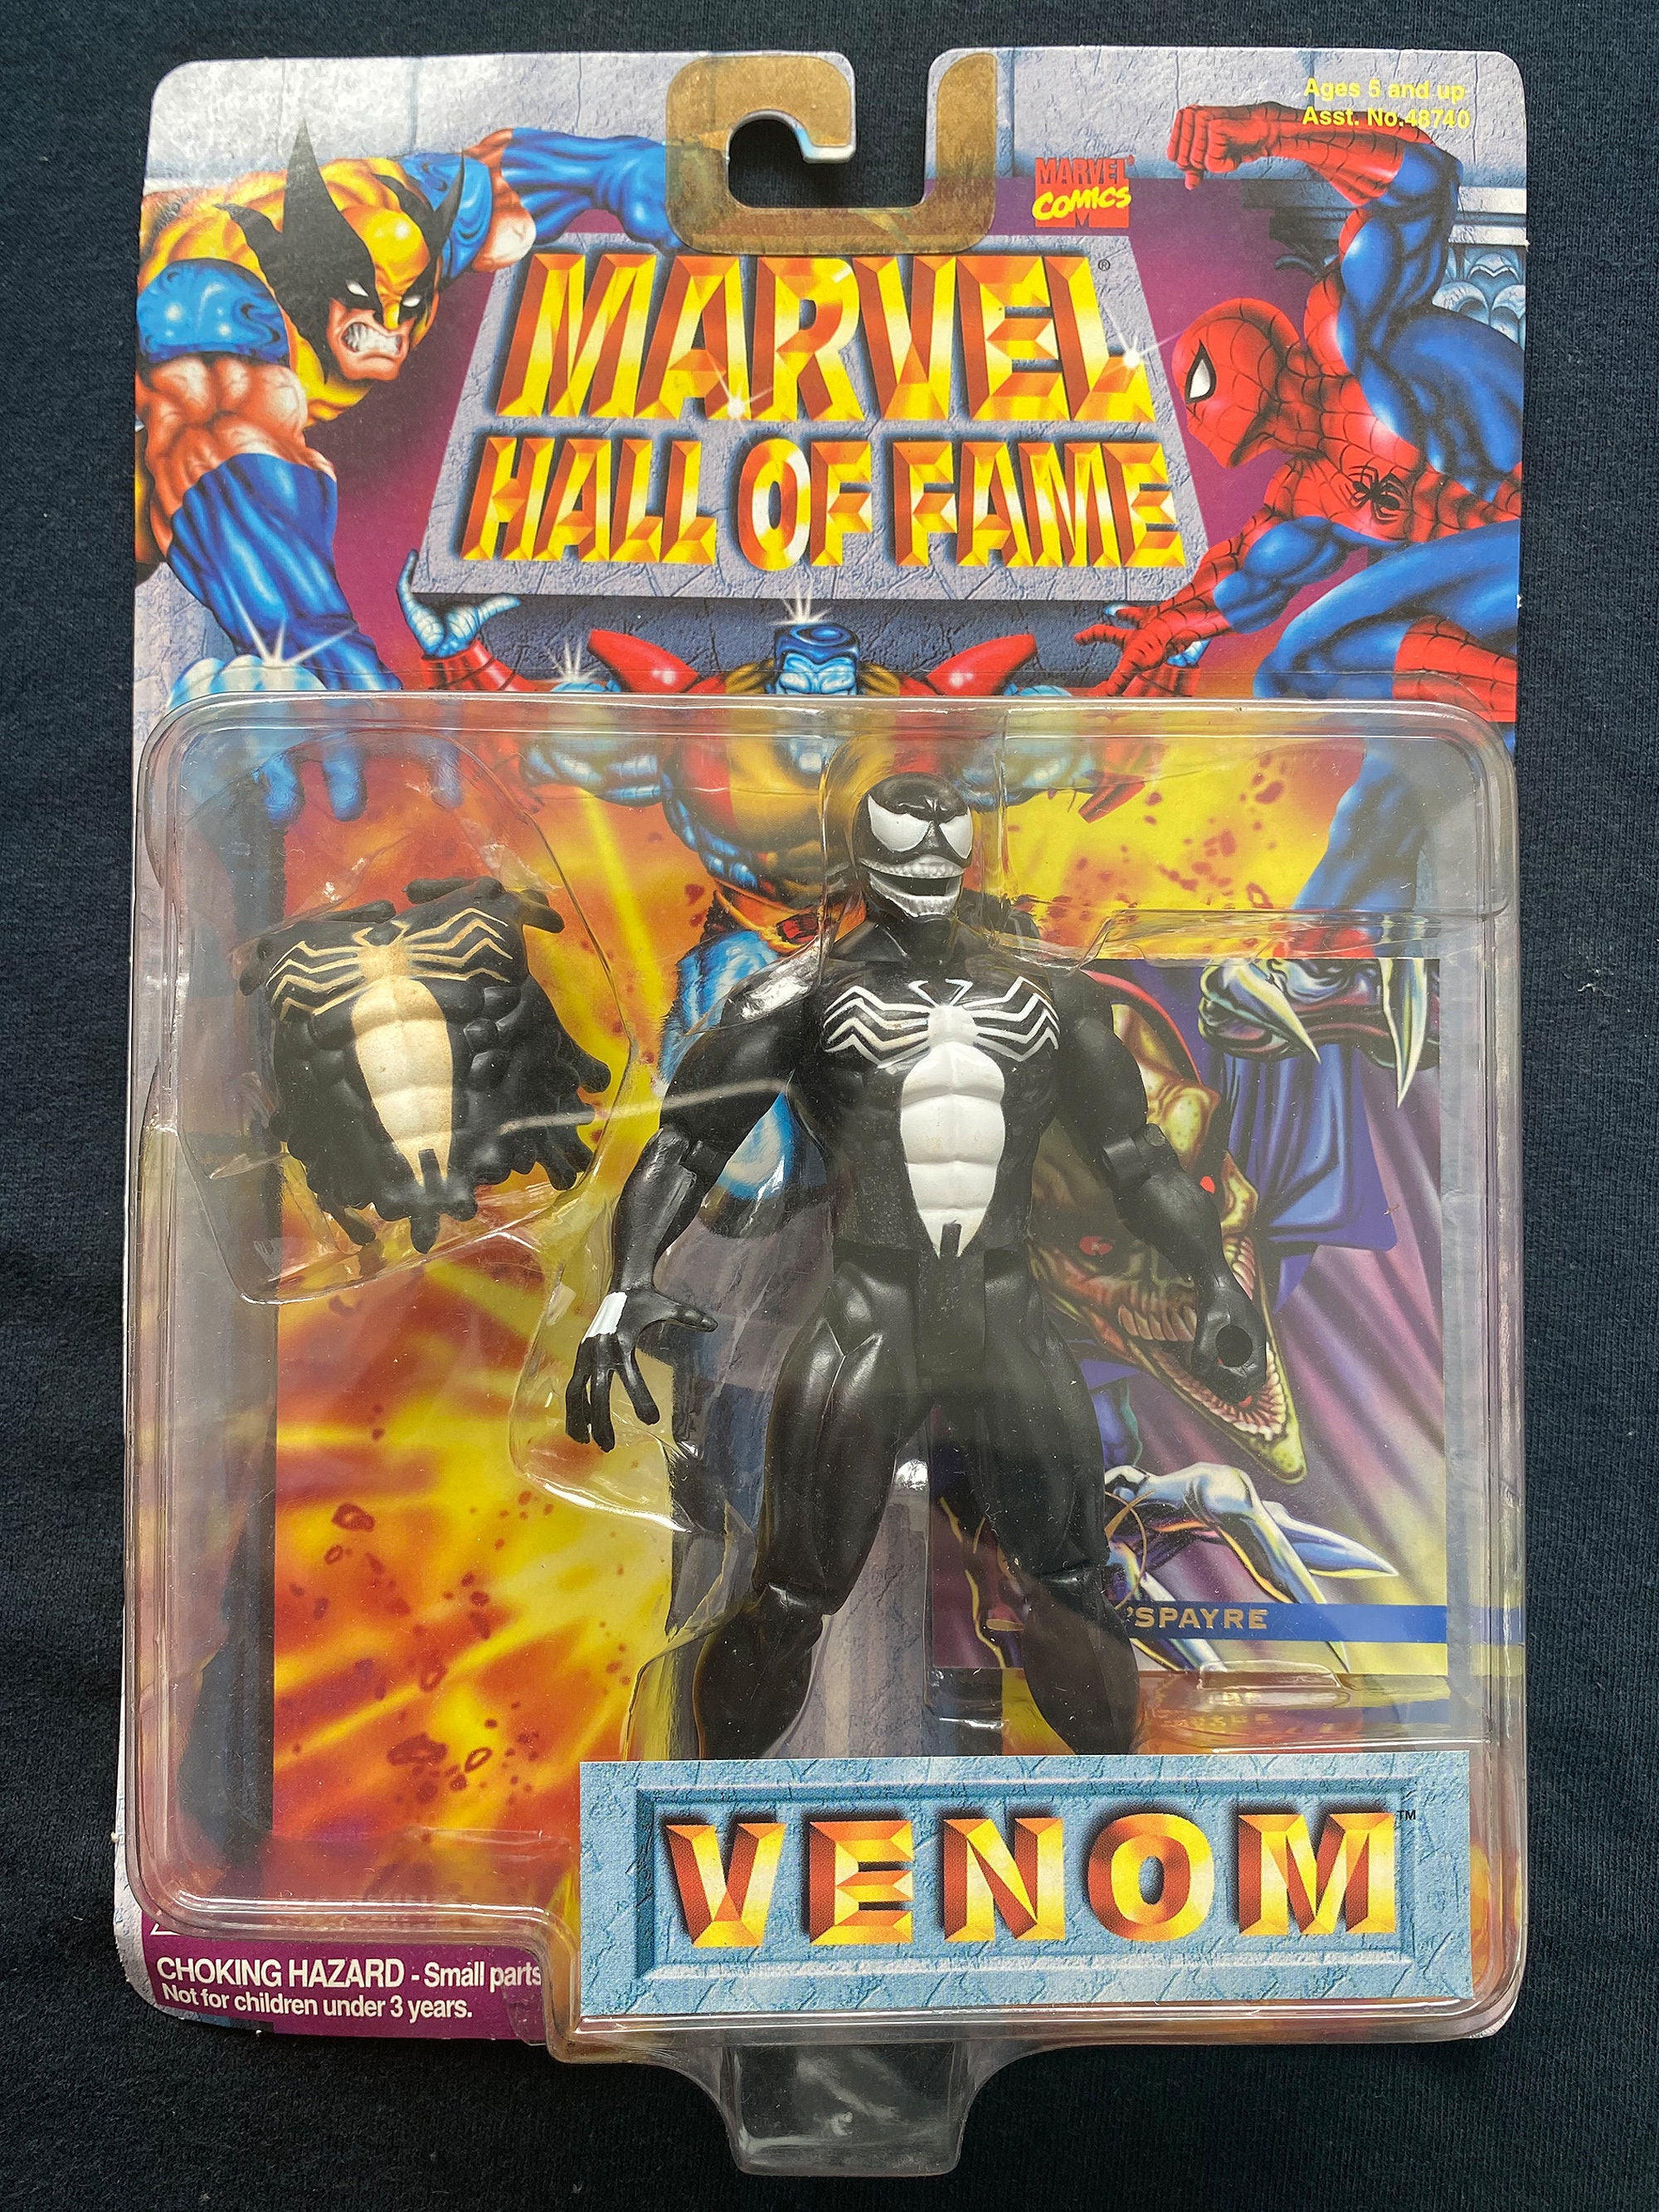 Ages 5 and up
Asst. No.48740
MARVEL®
COMICS
M
MARVEL®
HALL OF FAME
'SPAYRE
VENOM™
CHOKING HAZARD - Small parts
Not for children under 3 years.